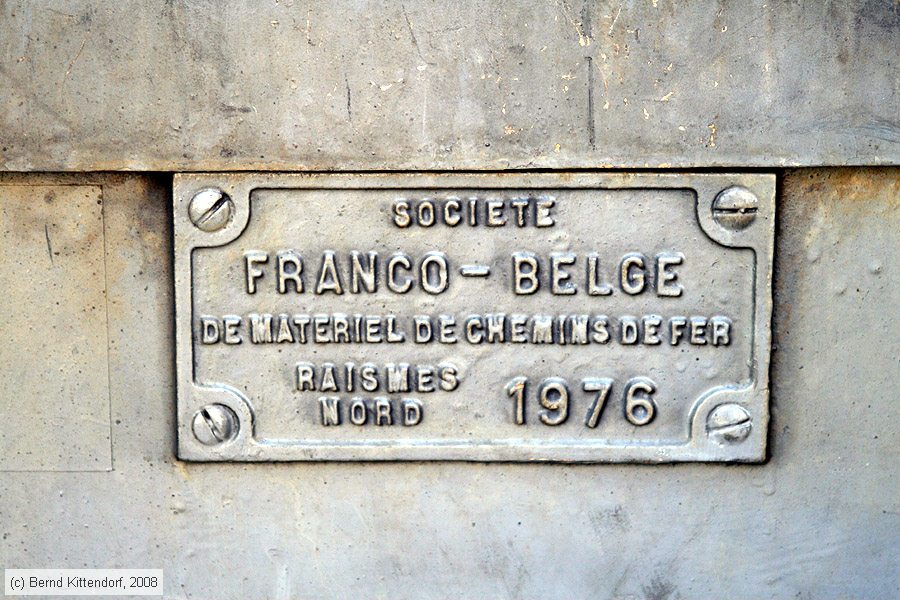 SOCIETE
FRANCO-BELGE
DE MATERIEL DE CHEMINS DE FER
RAISMES
NORD
1976
(c) Bernd Kittendorf, 2008